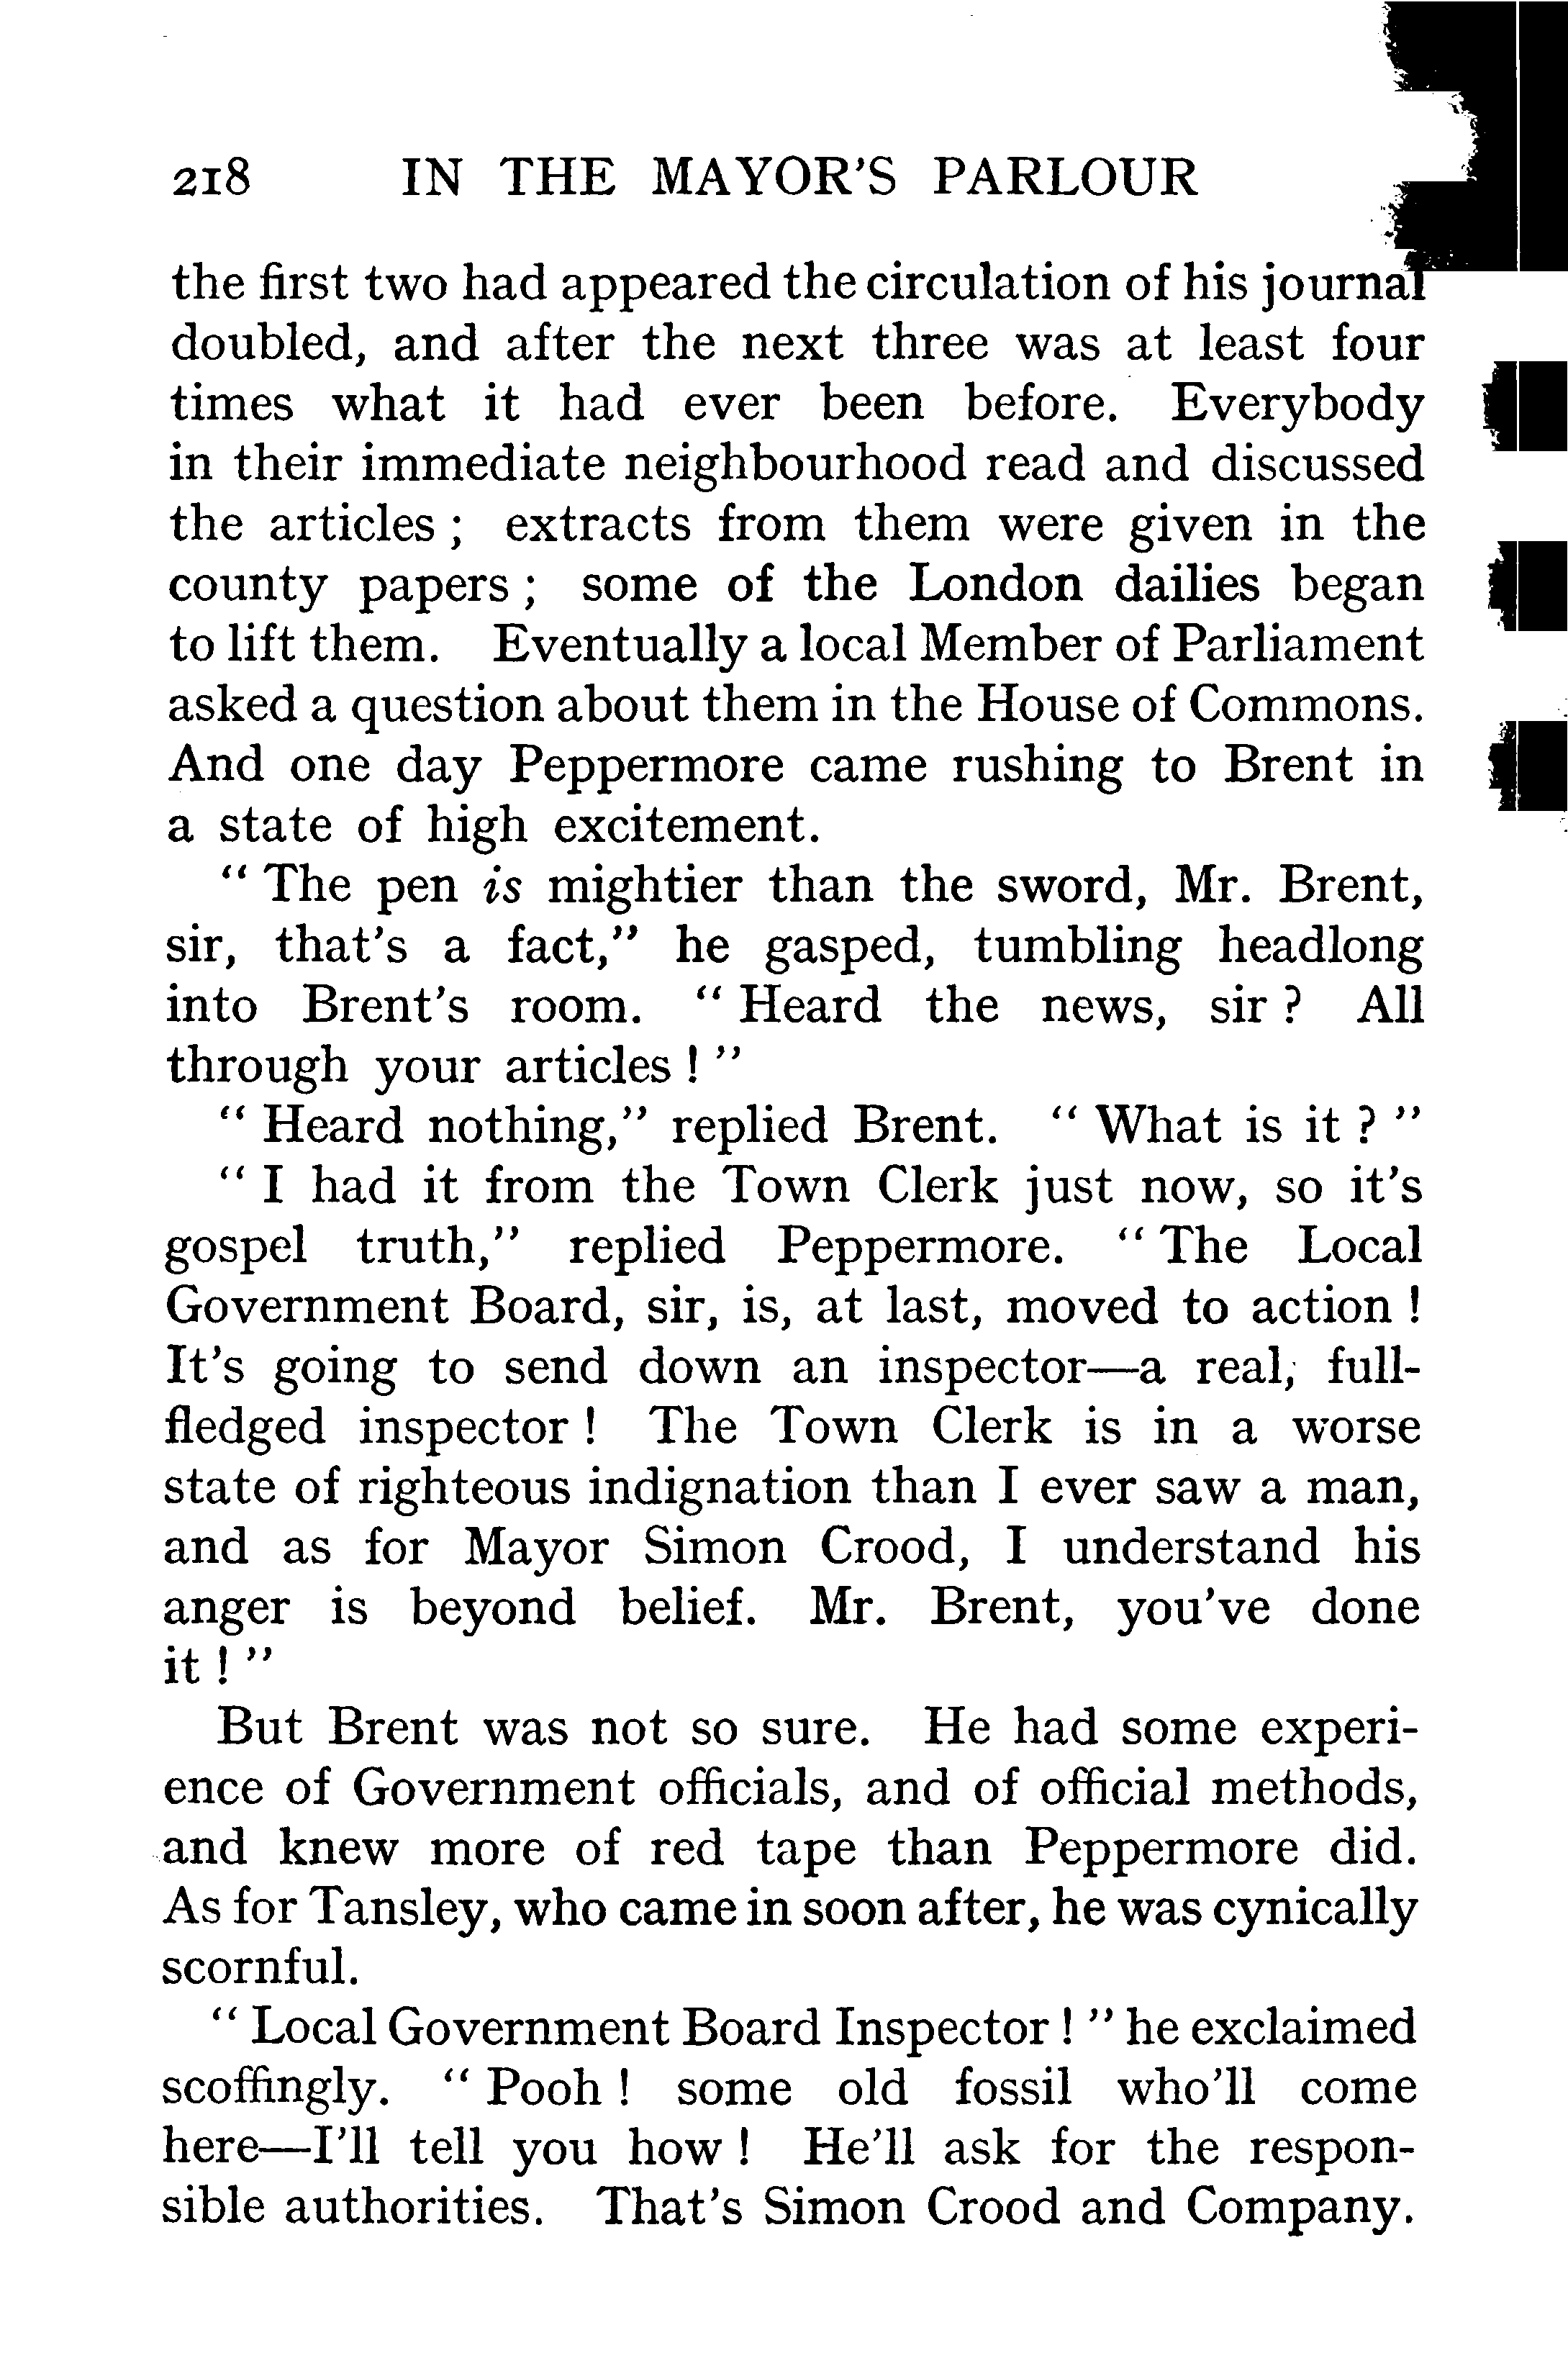 218 IN THE MAYOR'S PARLOUR
the first two had appeared the circulation of his journal
doubled, and after the next three was at least four
times what it had ever been before. Everybody
in their immediate neighbourhood read and discussed
the articles ; extracts from them were given in the
county papers ; some of the London dailies began
to lift them. Eventually a local Member of Parliament
asked a question about them in the House of Commons.
And one day Peppermore came rushing to Brent in
a state of high excitement.
“ The pen is mightier than the sword, Mr. Brent,
sir, that's a fact,” he gasped, tumbling headlong
into Brent's room. “ Heard the news, sir ? All
through your articles ! ”
“ Heard nothing,” replied Brent. “ What is it ? ”
“ I had it from the Town Clerk just now, so it's
gospel truth,” replied Peppermore. “ The Local
Government Board, sir, is, at last, moved to action !
It's going to send down an inspector—a real, full-
fledged inspector ! The Town Clerk is in a worse
state of righteous indignation than I ever saw a man,
and as for Mayor Simon Crood, I understand his
anger is beyond belief. Mr. Brent, you've done
it ! ”
But Brent was not so sure. He had some experi-
ence of Government officials, and of official methods,
and knew more of red tape than Peppermore did.
As for Tansley, who came in soon after, he was cynically
scornful.
“ Local Government Board Inspector ! ” he exclaimed
scoffingly. “ Pooh ! some old fossil who'll come
here—I'll tell you how ! He'll ask for the respon-
sible authorities. That's Simon Crood and Company.